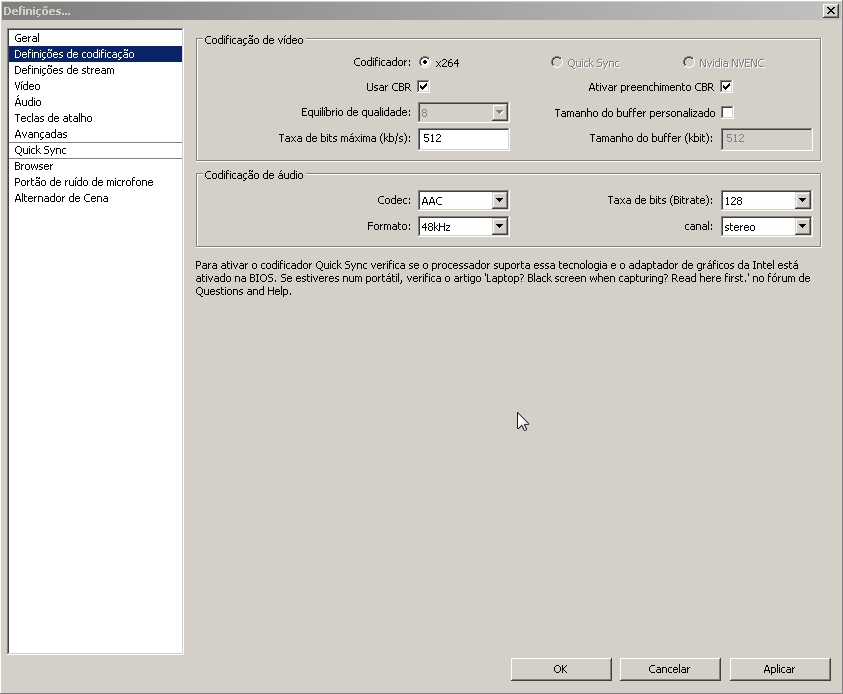 Definições...
Geral
Definições de codificação
Definições de stream
Vídeo
Áudio
Teclas de atalho
Avançadas
Quick Sync
Browser
Portão de ruído de microfone
Alternador de Cena
Codificação de vídeo
Codificador: x264 Quick Sync Nvidia NVENC
Usar CBR Ativar preenchimento CBR
Equilíbrio de qualidade: 8 Tamanho do buffer personalizado
Taxa de bits máxima (kb/s): 512 Tamanho do buffer (kbit): 512
Codificação de áudio
Codec: AAC Taxa de bits (Bitrate): 128
Formato: 48kHz canal: stereo
Para ativar o codificador Quick Sync verifica se o processador suporta essa tecnologia e o adaptador de gráficos da Intel está
ativado na BIOS. Se estiveres num portátil, verifica o artigo 'Laptop? Black screen when capturing? Read here first.' no fórum de
Questions and Help.
OK Cancelar Aplicar